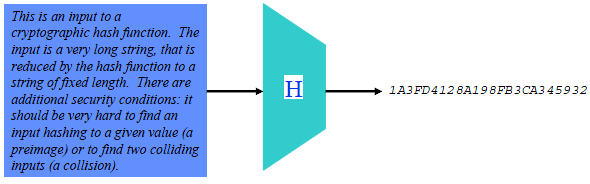 This is an input to a
cryptographic hash function.  The
input is a very long string, that is
reduced by the hash function to a
string of fixed length.  There are
additional security conditions: it
should be very hard to find an
input hashing to a given value (a
preimage) or to find two colliding
inputs (a collision).
H
1A3FD4128A198FB3CA345932